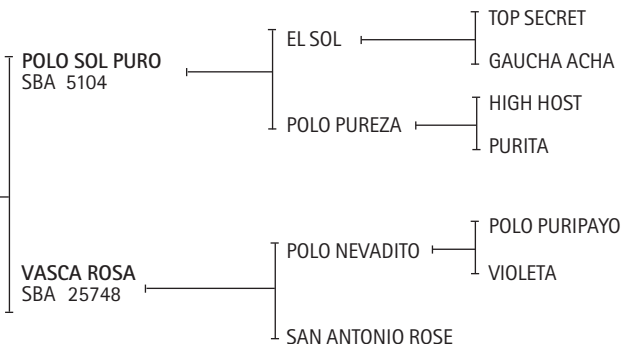 TOP SECRET
EL SOL
GAUCHA ACHA
POLO SOL PURO
SBA 5104
HIGH HOST
POLO PUREZA
PURITA
POLO PURIPAYO
POLO NEVADITO
VIOLETA
VASCA ROSA
SBA 25748
SAN ANTONIO ROSE